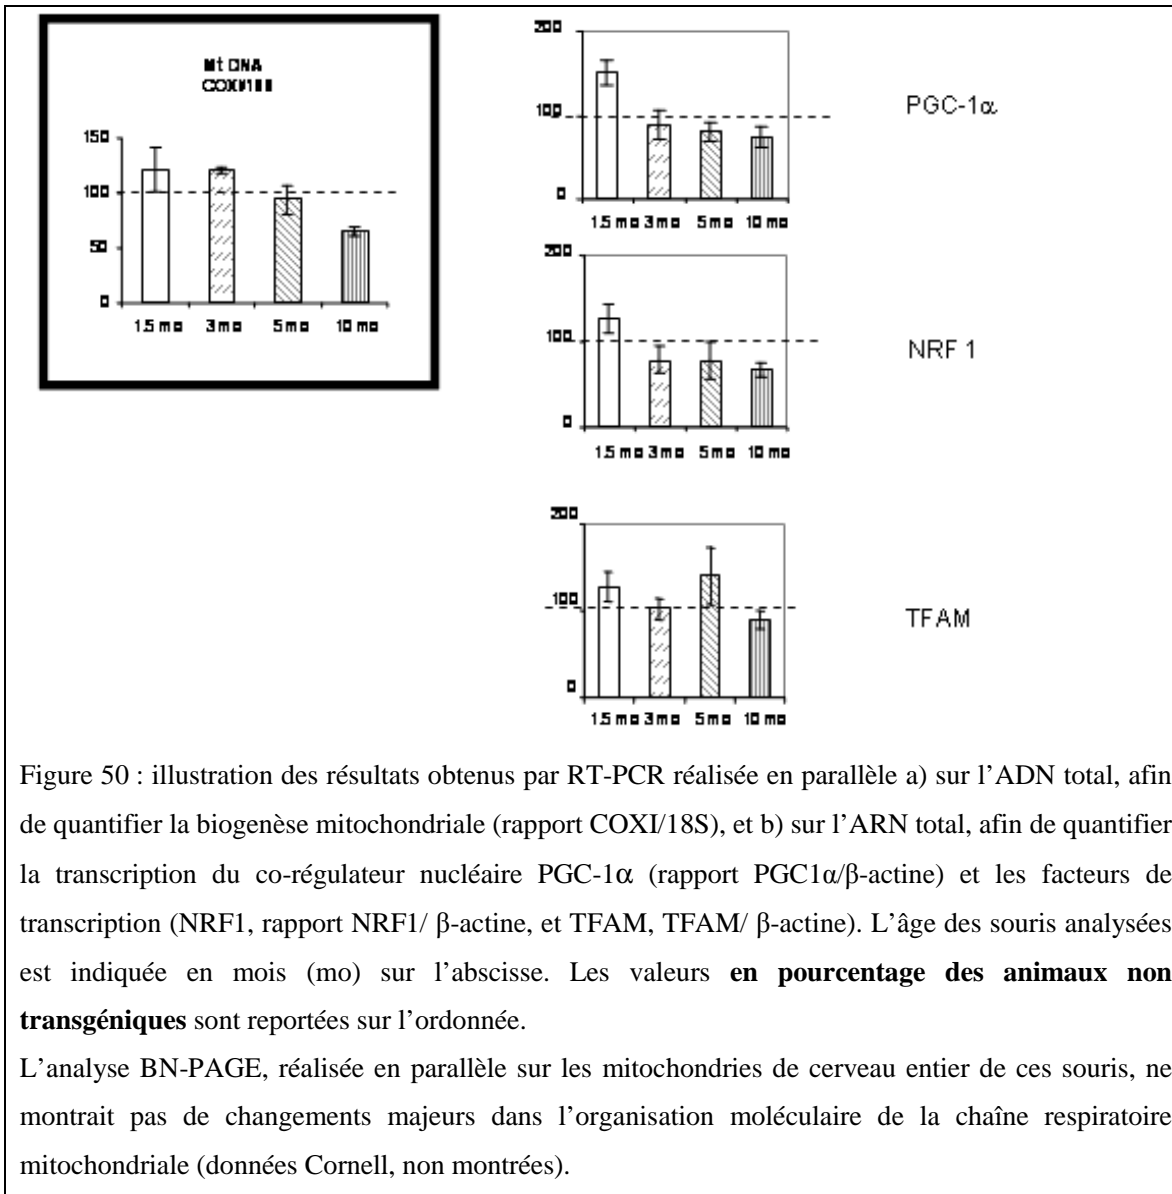 Mt DNA
COXI/18S
150
100
50
0
1.5 mo 3 mo 5 mo 10 mo
200
100
0
1.5 mo 3 mo 5 mo 10 mo
PGC-1α
200
100
0
1.5 mo 3 mo 5 mo 10 mo
NRF 1
200
100
0
1.5 mo 3 mo 5 mo 10 mo
TFAM
Figure 50 : illustration des résultats obtenus par RT-PCR réalisée en parallèle a) sur l’ADN total, afin
de quantifier la biogenèse mitochondriale (rapport COXI/18S), et b) sur l’ARN total, afin de quantifier
la transcription du co-régulateur nucléaire PGC-1α (rapport PGC1α/β-actine) et les facteurs de
transcription (NRF1, rapport NRF1/ β-actine, et TFAM, TFAM/ β-actine). L’âge des souris analysées
est indiquée en mois (mo) sur l’abscisse. Les valeurs en pourcentage des animaux non
transgéniques sont reportées sur l’ordonnée.
L’analyse BN-PAGE, réalisée en parallèle sur les mitochondries de cerveau entier de ces souris, ne
montrait pas de changements majeurs dans l’organisation moléculaire de la chaîne respiratoire
mitochondriale (données Cornell, non montrées).